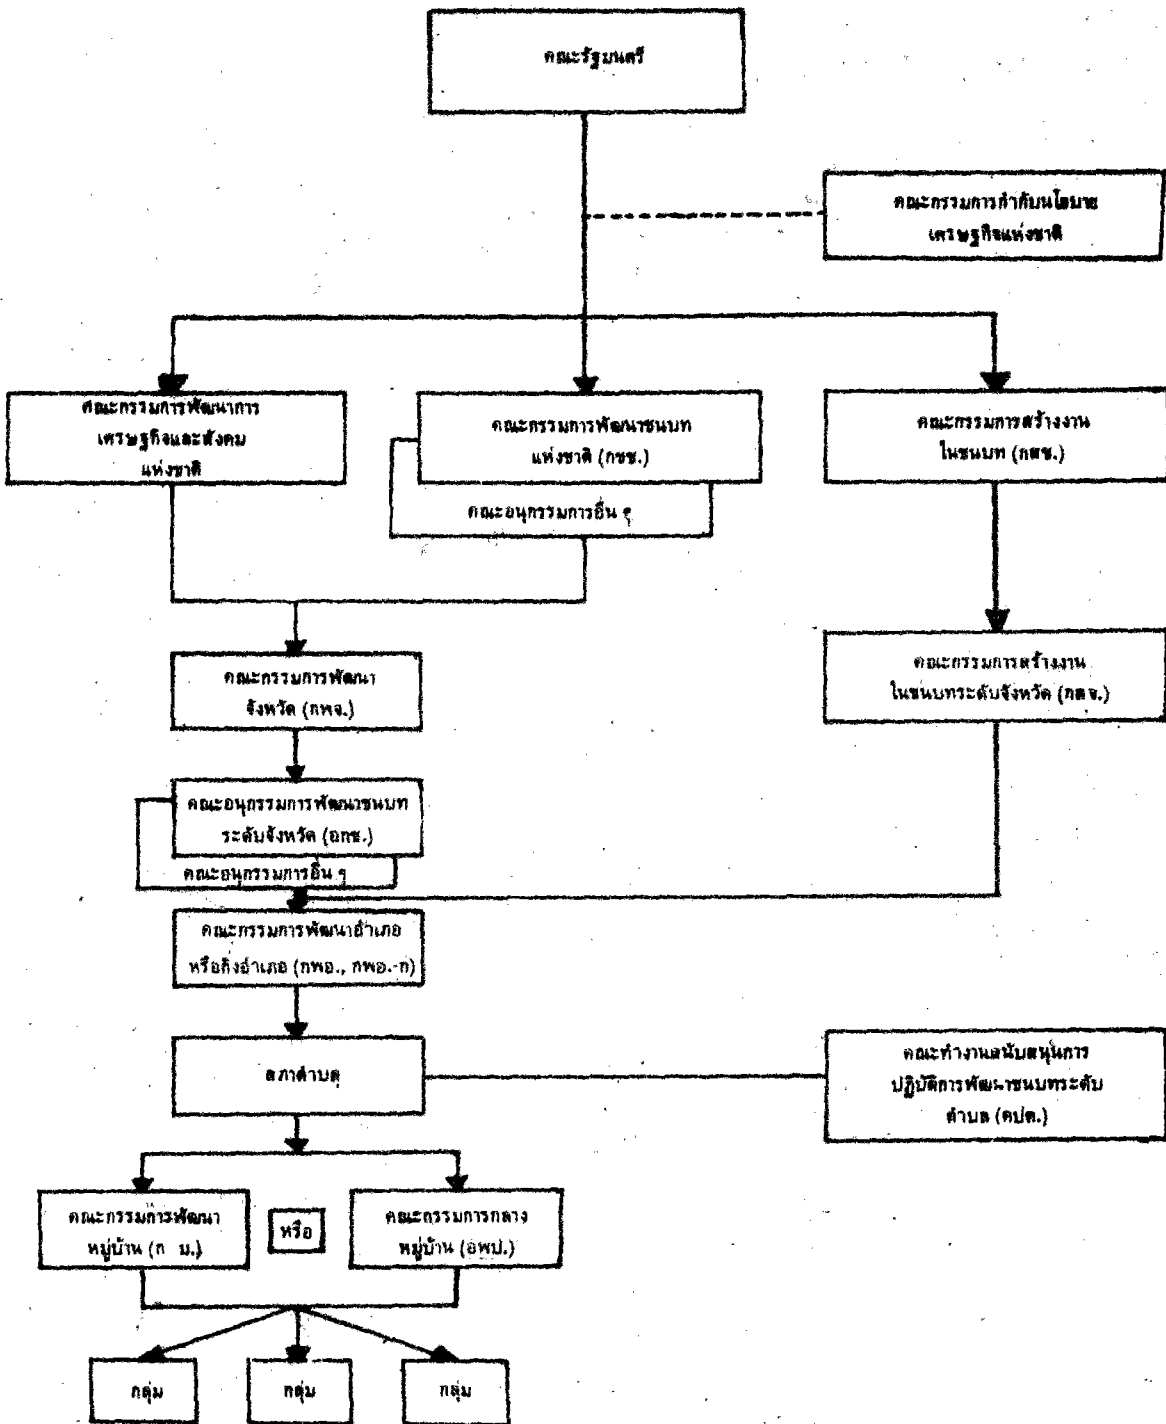 คณะรัฐมนตรี
คณะกรรมการกำกับนโยบาย
เศรษฐกิจแห่งชาติ
คณะกรรมการพัฒนาการ
เศรษฐกิจและสังคม
แห่งชาติ
คณะกรรมการพัฒนาชนบท
แห่งชาติ (กชช.)
คณะอนุกรรมการอื่น ๆ
คณะกรรมการสร้างงาน
ในชนบท (กสช.)
คณะกรรมการพัฒนา
จังหวัด (กพจ.)
คณะกรรมการสร้างงาน
ในชนบทระดับจังหวัด (กสจ.)
คณะอนุกรรมการพัฒนาชนบท
ระดับจังหวัด (อกช.)
คณะอนุกรรมการอื่น ๆ
คณะกรรมการพัฒนาอำเภอ
หรือกิ่งอำเภอ (กพอ., กพอ.-ก)
สภาตำบล
คณะทำงานสนับสนุนการ
ปฏิบัติการพัฒนาชนบทระดับ
ตำบล (คปต.)
คณะกรรมการพัฒนา
หมู่บ้าน (ก ม.)
หรือ
คณะกรรมการกลาง
หมู่บ้าน (อพป.)
กลุ่ม
กลุ่ม
กลุ่ม